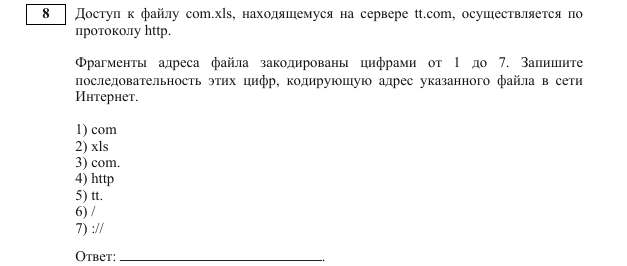 8 Доступ к файлу com.xls, находящемуся на сервере tt.com, осуществляется по
протоколу http.
Фрагменты адреса файла закодированы цифрами от 1 до 7. Запишите
последовательность этих цифр, кодирующую адрес указанного файла в сети
Интернет.
1) com
2) xls
3) com.
4) http
5) tt.
6) /
7) ://
Ответ: ___________________________.